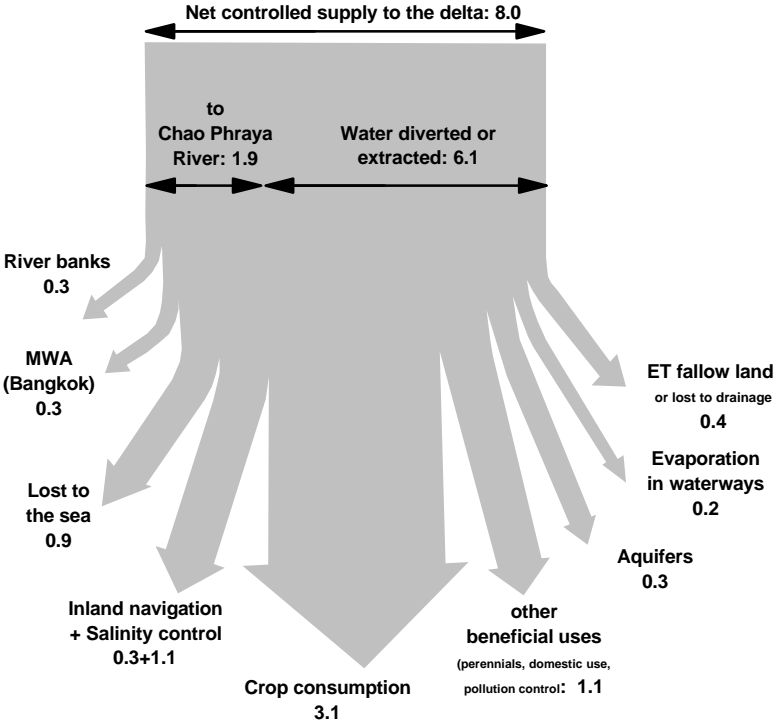 Net controlled supply to the delta: 8.0
to
Chao Phraya
River: 1.9
Water diverted or
extracted: 6.1
River banks
0.3
MWA
(Bangkok)
0.3
Lost to
the sea
0.9
Inland navigation
+ Salinity control
0.3+1.1
Crop consumption
3.1
other
beneficial uses
(perennials, domestic use,
pollution control: 1.1
Aquifers
0.3
Evaporation
in waterways
0.2
ET fallow land
or lost to drainage
0.4